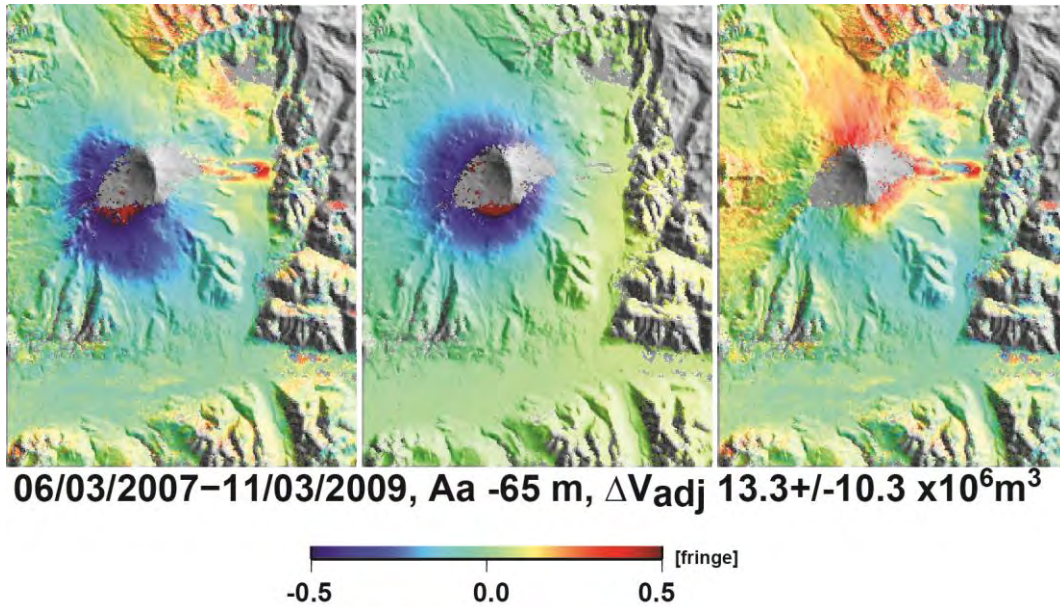 06/03/2007–11/03/2009, Aa -65 m, ΔVadj 13.3+/-10.3 x10⁶m³
[fringe]
-0.5 0.0 0.5